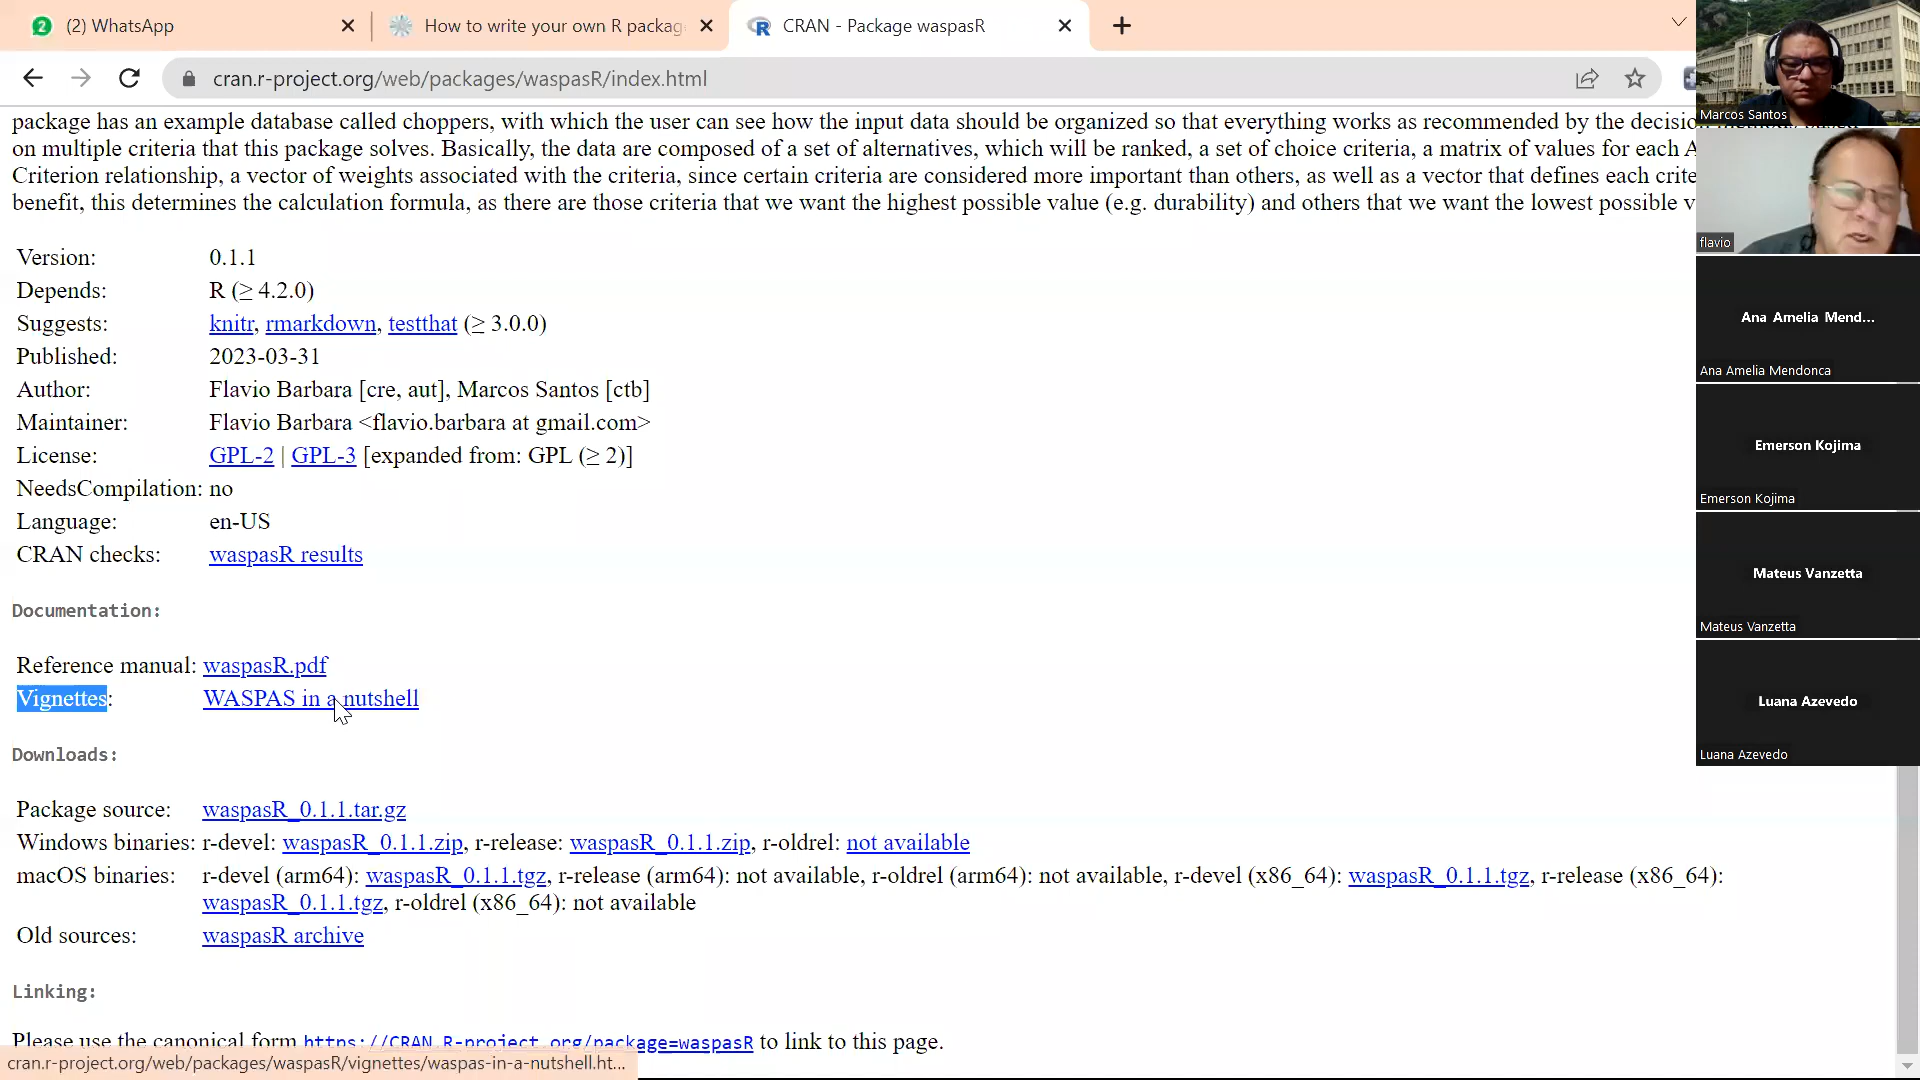 2 (2) WhatsApp
How to write your own R packag
CRAN - Package waspasR
cran.r-project.org/web/packages/waspasR/index.html
package has an example database called choppers, with which the user can see how the input data should be organized so that everything works as recommended by the decisio
on multiple criteria that this package solves. Basically, the data are composed of a set of alternatives, which will be ranked, a set of choice criteria, a matrix of values for each A
Criterion relationship, a vector of weights associated with the criteria, since certain criteria are considered more important than others, as well as a vector that defines each crite
benefit, this determines the calculation formula, as there are those criteria that we want the highest possible value (e.g. durability) and others that we want the lowest possible v
Version: 0.1.1
Depends: R (≥ 4.2.0)
Suggests: knitr, rmarkdown, testthat (≥ 3.0.0)
Published: 2023-03-31
Author: Flavio Barbara [cre, aut], Marcos Santos [ctb]
Maintainer: Flavio Barbara <flavio.barbara at gmail.com>
License: GPL-2 | GPL-3 [expanded from: GPL (≥ 2)]
NeedsCompilation: no
Language: en-US
CRAN checks: waspasR results
Documentation:
Reference manual: waspasR.pdf
Vignettes: WASPAS in a nutshell
Downloads:
Package source: waspasR_0.1.1.tar.gz
Windows binaries: r-devel: waspasR_0.1.1.zip, r-release: waspasR_0.1.1.zip, r-oldrel: not available
macOS binaries: r-devel (arm64): waspasR_0.1.1.tgz, r-release (arm64): not available, r-oldrel (arm64): not available, r-devel (x86_64): waspasR_0.1.1.tgz, r-release (x86_64):
waspasR_0.1.1.tgz, r-oldrel (x86_64): not available
Old sources: waspasR archive
Linking:
Please use the canonical form https://CRAN.R-project.org/package=waspasR to link to this page.
cran.r-project.org/web/packages/waspasR/vignettes/waspas-in-a-nutshell.ht...
Marcos Santos
flavio
Ana Amelia Mend...
Ana Amelia Mendonca
Emerson Kojima
Emerson Kojima
Mateus Vanzetta
Mateus Vanzetta
Luana Azevedo
Luana Azevedo